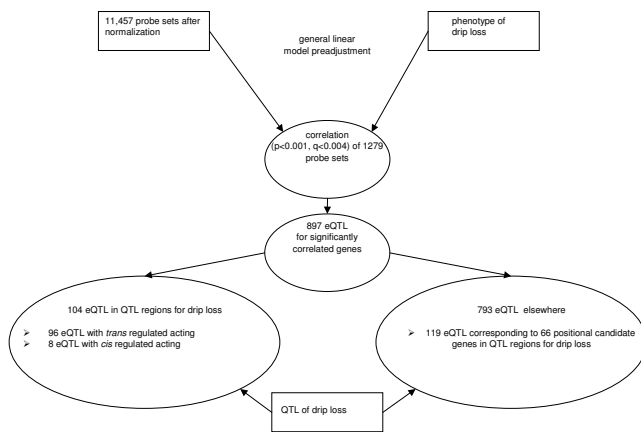 11,457 probe sets after
normalization
phenotype of
drip loss
general linear
model preadjustment
correlation
(p<0.001, q<0.004) of 1279
probe sets
897 eQTL
for significantly
correlated genes
104 eQTL in QTL regions for drip loss
➢ 96 eQTL with trans regulated acting
➢ 8 eQTL with cis regulated acting
793 eQTL elsewhere
➢ 119 eQTL corresponding to 66 positional candidate
genes in QTL regions for drip loss
QTL of drip loss